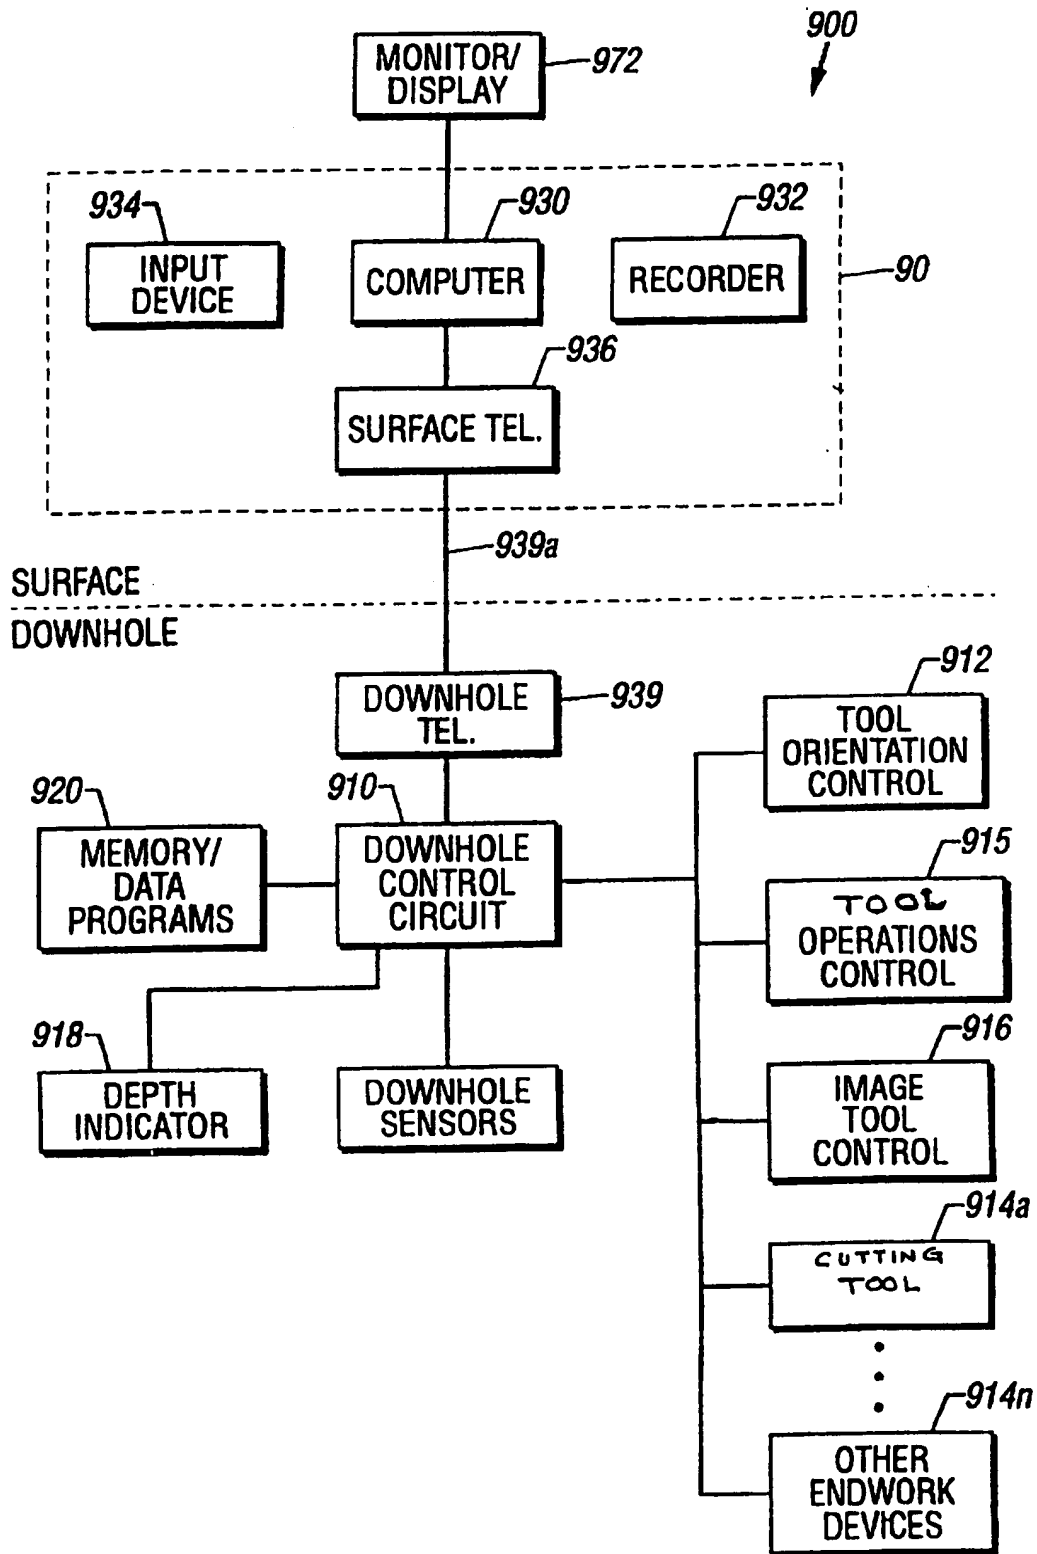 900
MONITOR/
DISPLAY
972
934
930
932
INPUT
DEVICE
COMPUTER
RECORDER
90
936
SURFACE TEL.
939a
SURFACE
DOWNHOLE
DOWNHOLE
TEL.
939
912
TOOL
ORIENTATION
CONTROL
920
MEMORY/
DATA
PROGRAMS
910
DOWNHOLE
CONTROL
CIRCUIT
915
TOOL
OPERATIONS
CONTROL
918
DEPTH
INDICATOR
DOWNHOLE
SENSORS
916
IMAGE
TOOL
CONTROL
914a
CUTTING
TOOL
914n
OTHER
ENDWORK
DEVICES